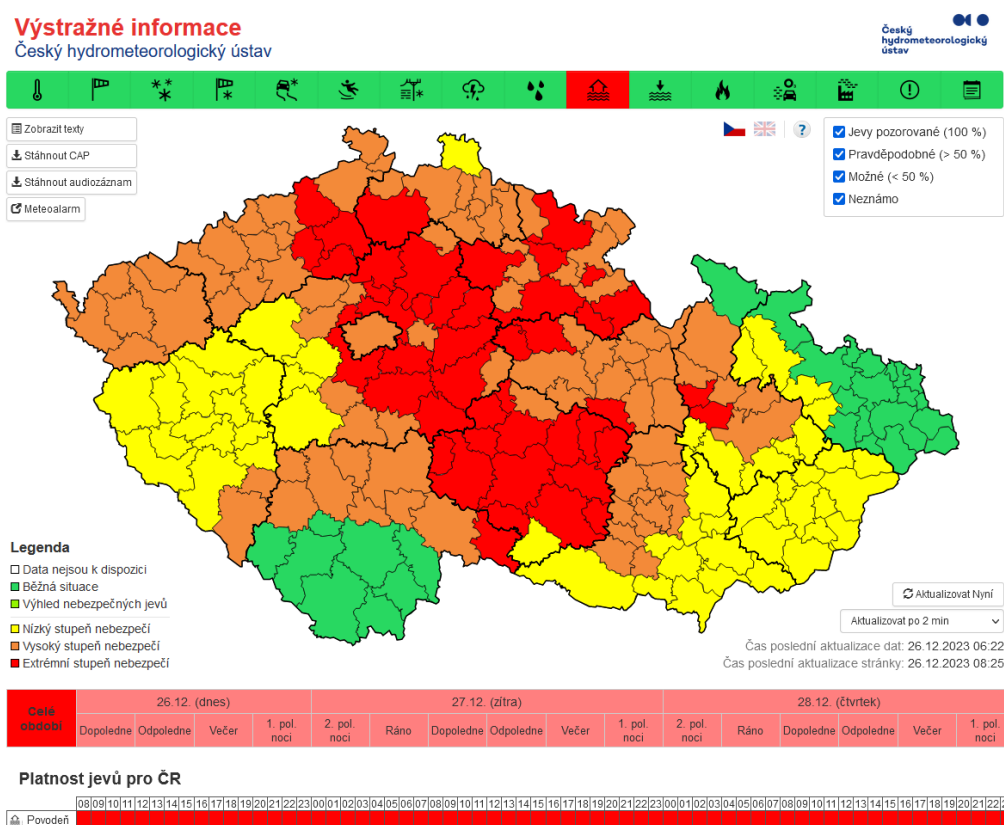 Výstražné informace
Český hydrometeorologický ústav
Český
hydrometeorologický
ústav
Zobrazit texty
Stáhnout CAP
Stáhnout audiozáznam
Meteoalarm
?
Jevy pozorované (100 %)
Pravděpodobné (> 50 %)
Možné (< 50 %)
Neznámo
Legenda
Data nejsou k dispozici
Běžná situace
Výhled nebezpečných jevů
Nízký stupeň nebezpečí
Vysoký stupeň nebezpečí
Extrémní stupeň nebezpečí
Aktualizovat Nyní
Aktualizovat po 2 min
Čas poslední aktualizace dat: 26.12.2023 06:22
Čas poslední aktualizace stránky: 26.12.2023 08:25
Celé období
26.12. (dnes) 27.12. (zítra) 28.12. (čtvrtek)
Dopoledne Odpoledne Večer 1. pol. noci 2. pol. noci Ráno Dopoledne Odpoledne Večer 1. pol. noci 2. pol. noci Ráno Dopoledne Odpoledne Večer 1. pol. noci
Platnost jevů pro ČR
08 09 10 11 12 13 14 15 16 17 18 19 20 21 22 23 00 01 02 03 04 05 06 07 08 09 10 11 12 13 14 15 16 17 18 19 20 21 22 23 00 01 02 03 04 05 06 07 08 09 10 11 12 13 14 15 16 17 18 19 20 21 22
Povodeň